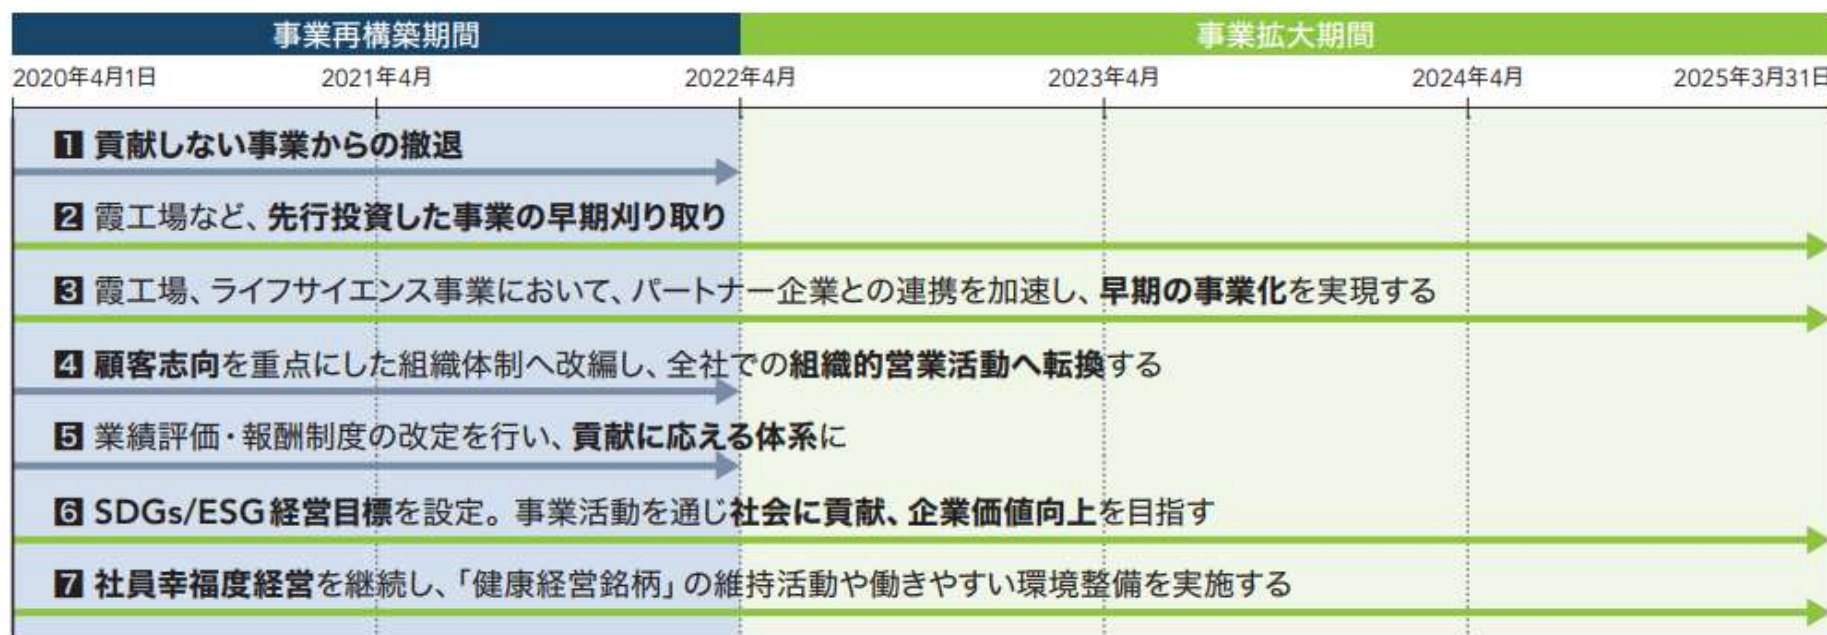 事業再構築期間 事業拡大期間
2020年4月1日 2021年4月 2022年4月 2023年4月 2024年4月 2025年3月31日
1 貢献しない事業からの撤退
2 霞工場など、先行投資した事業の早期刈り取り
3 霞工場、ライフサイエンス事業において、パートナー企業との連携を加速し、早期の事業化を実現する
4 顧客志向を重点にした組織体制へ改編し、全社での組織的営業活動へ転換する
5 業績評価・報酬制度の改定を行い、貢献に応える体系に
6 SDGs/ESG経営目標を設定。事業活動を通じ社会に貢献、企業価値向上を目指す
7 社員幸福度経営を継続し、「健康経営銘柄」の維持活動や働きやすい環境整備を実施する